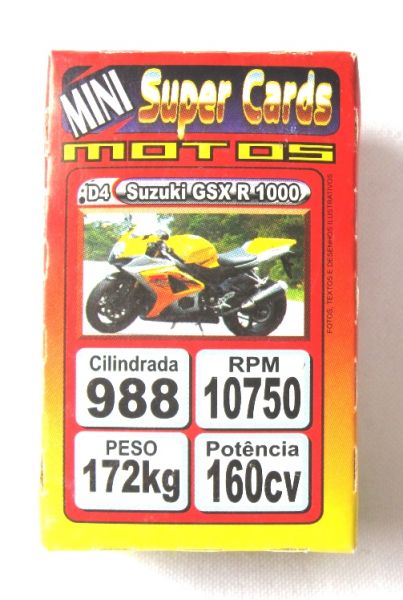 MINI Super Cards
MOTOS
D4 Suzuki GSX R 1000
FOTOS, TEXTOS E DESENHOS ILUSTRATIVOS
Cilindrada
988
RPM
10750
PESO
172kg
Potência
160cv